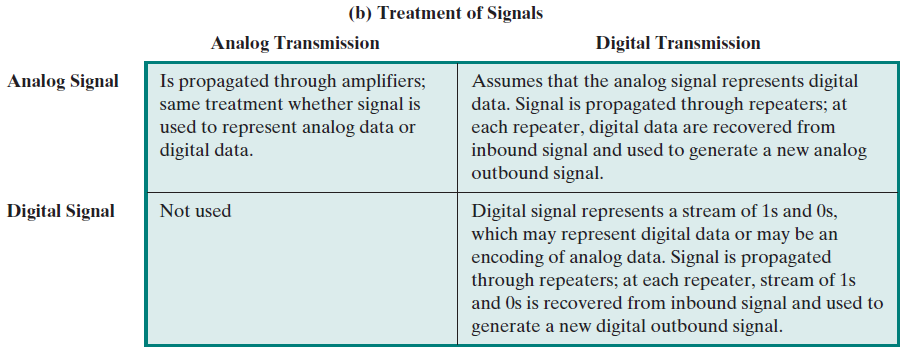 (b) Treatment of Signals
Analog Transmission
Digital Transmission
Analog Signal
Is propagated through amplifiers;
same treatment whether signal is
used to represent analog data or
digital data.
Assumes that the analog signal represents digital
data. Signal is propagated through repeaters; at
each repeater, digital data are recovered from
inbound signal and used to generate a new analog
outbound signal.
Digital Signal
Not used
Digital signal represents a stream of 1s and 0s,
which may represent digital data or may be an
encoding of analog data. Signal is propagated
through repeaters; at each repeater, stream of 1s
and 0s is recovered from inbound signal and used to
generate a new digital outbound signal.